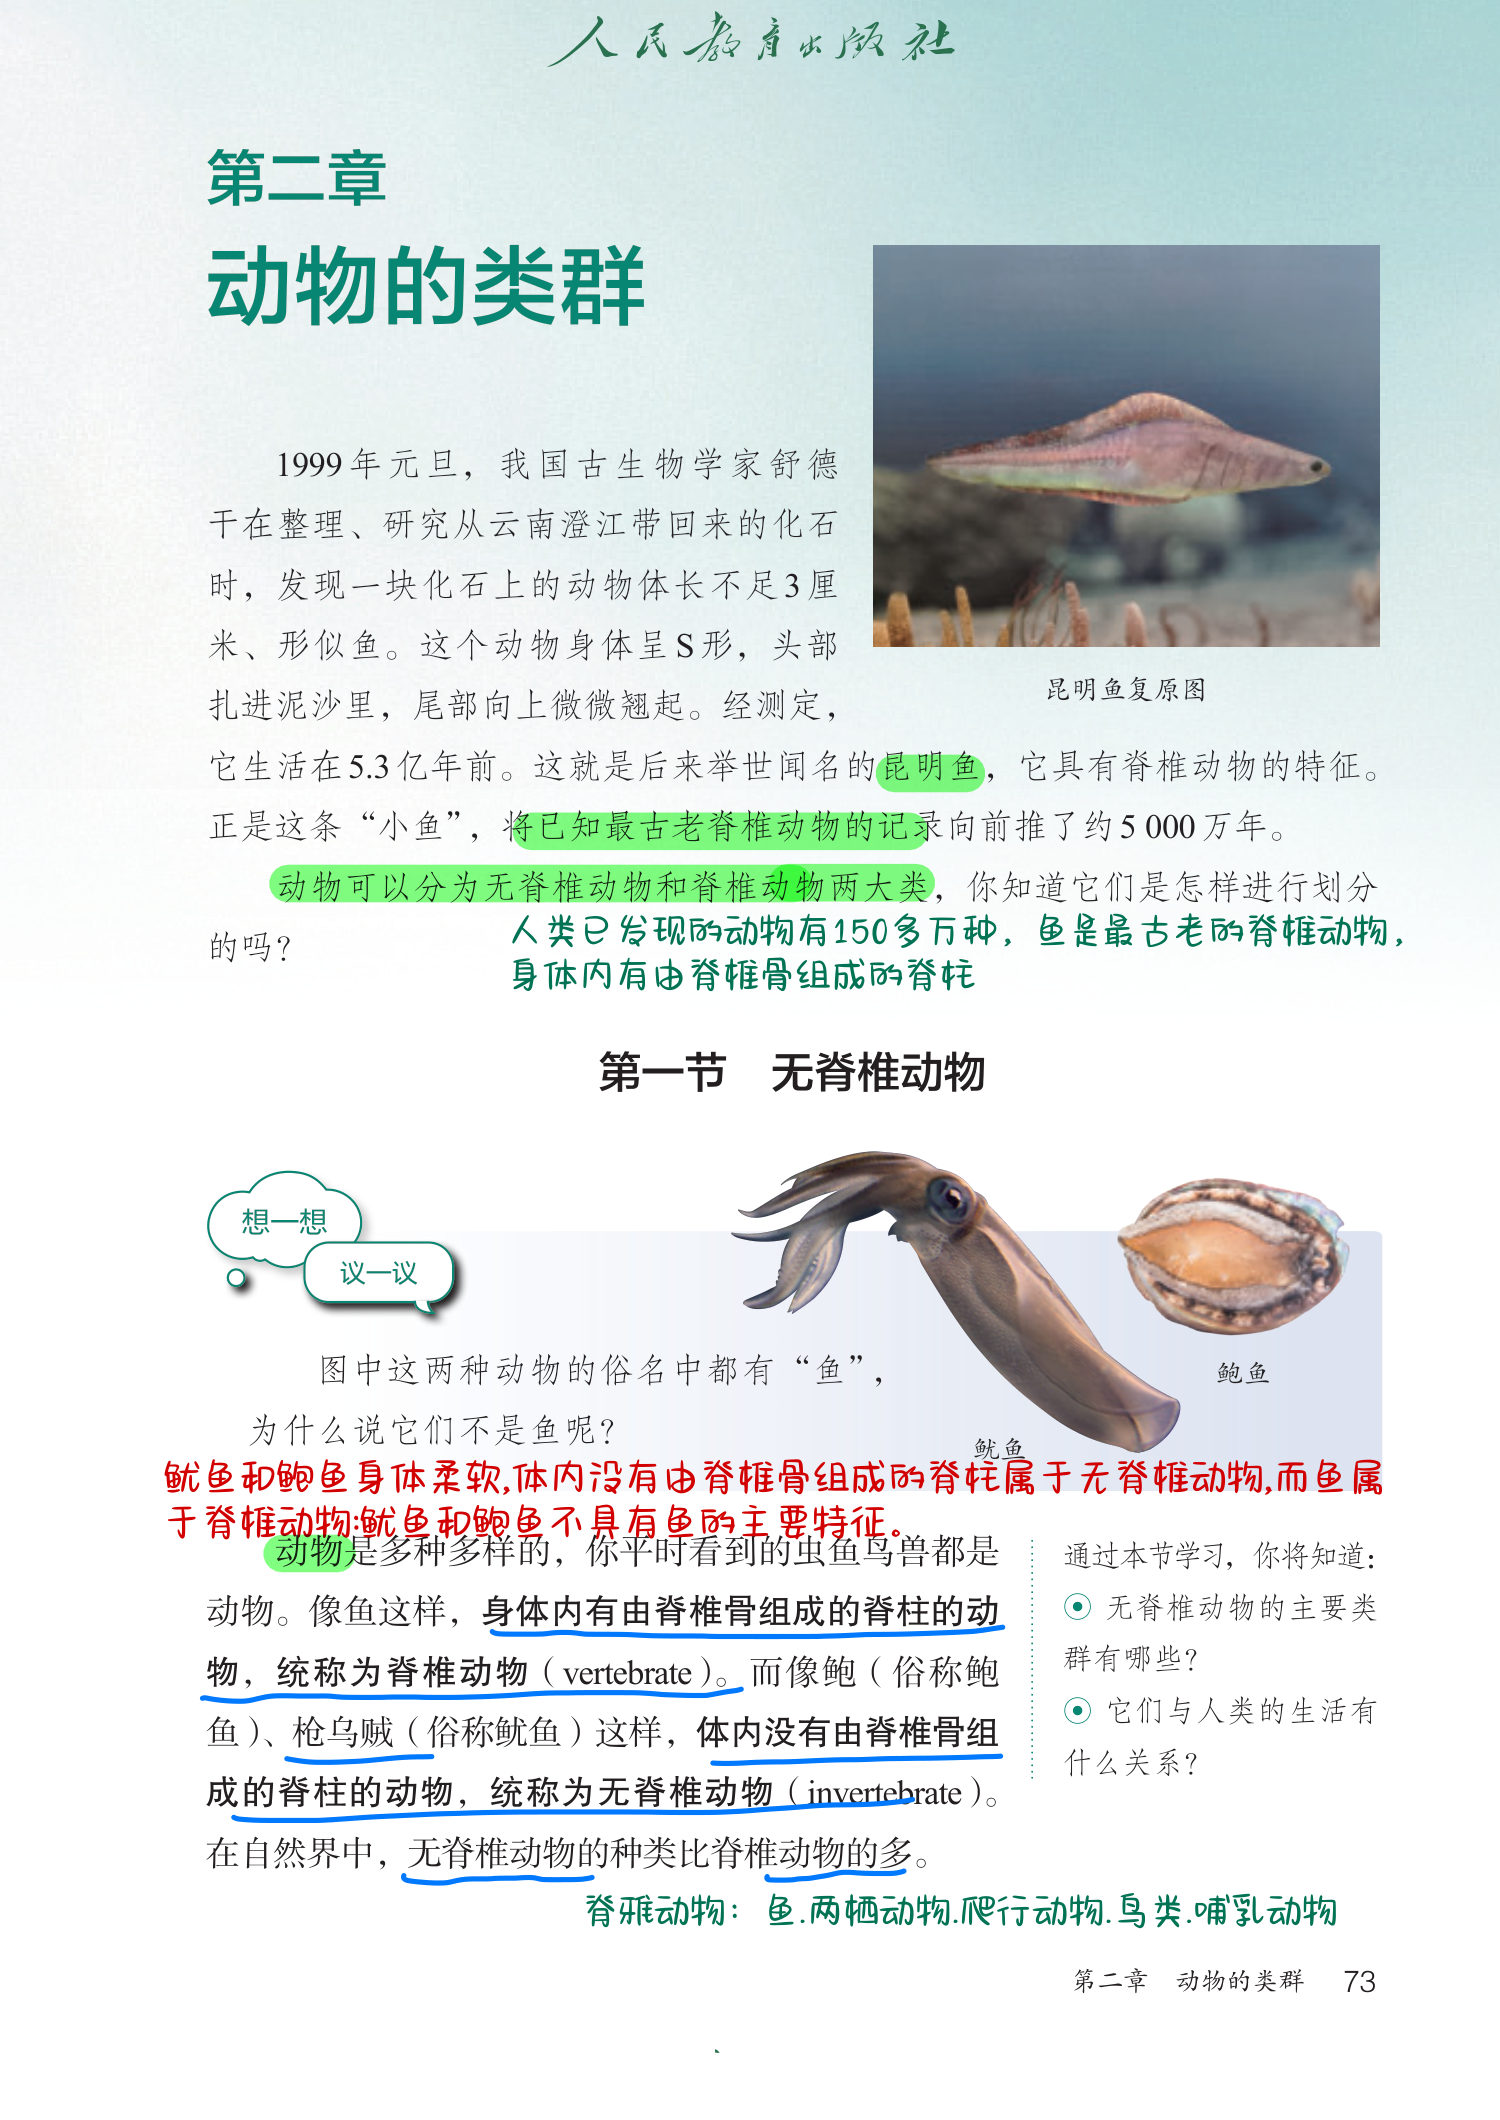 人民教育出版社
第二章
动物的类群
1999年元旦，我国古生物学家舒德
干在整理、研究从云南澄江带回来的化石
时，发现一块化石上的动物体长不足3厘
米、形似鱼。这个动物身体呈S形，头部
扎进泥沙里，尾部向上微微翘起。经测定，
昆明鱼复原图
它生活在5.3亿年前。这就是后来举世闻名的昆明鱼，它具有脊椎动物的特征。
正是这条“小鱼”，将已知最古老脊椎动物的记录向前推了约5 000万年。
动物可以分为无脊椎动物和脊椎动物两大类，你知道它们是怎样进行划分
的吗？
人类已发现的动物有150多万种，鱼是最古老的脊椎动物，
身体内有由脊椎骨组成的脊柱
第一节 无脊椎动物
想一想
议一议
图中这两种动物的俗名中都有“鱼”，
为什么说它们不是鱼呢？
鱿鱼
鲍鱼
鱿鱼和鲍鱼身体柔软,体内没有由脊椎骨组成的脊柱属于无脊椎动物,而鱼属
于脊椎动物:鱿鱼和鲍鱼不具有鱼的主要特征。
动物是多种多样的，你平时看到的虫鱼鸟兽都是
动物。像鱼这样，身体内有由脊椎骨组成的脊柱的动
物，统称为脊椎动物（vertebrate）。而像鲍（俗称鲍
鱼）、枪乌贼（俗称鱿鱼）这样，体内没有由脊椎骨组
成的脊柱的动物，统称为无脊椎动物（invertebrate）。
在自然界中，无脊椎动物的种类比脊椎动物的多。
通过本节学习，你将知道：
无脊椎动物的主要类
群有哪些？
它们与人类的生活有
什么关系？
脊雅动物： 鱼.两栖动物.爬行动物.鸟类.哺乳动物
第二章 动物的类群 73